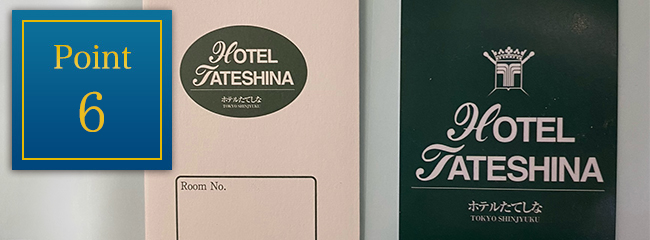 Point
6
HOTEL
TATESHINA
ホテルたてしな
TOKYO SHINJYUKU
Room No.
HOTEL
TATESHINA
ホテルたてしな
TOKYO SHINJYUKU